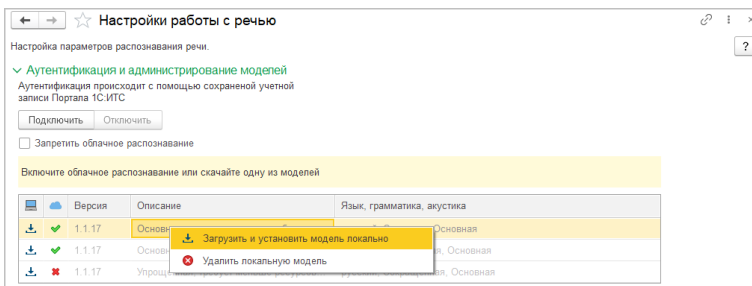 Настройки работы с речью
Настройка параметров распознавания речи.
?
Аутентификация и администрирование моделей
Аутентификация происходит с помощью сохраненой учетной
записи Портала 1С:ИТС
Подключить Отключить
Запретить облачное распознавание
Включите облачное распознавание или скачайте одну из моделей
Версия Описание Язык, грамматика, акустика
1.1.17 Основн Основная
Загрузить и установить модель локально
1.1.17 Основн , Основная
Удалить локальную модель
1.1.17 Основная